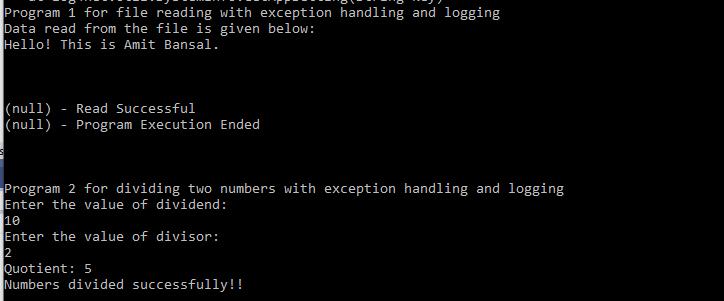 Program 1 for file reading with exception handling and logging
Data read from the file is given below:
Hello! This is Amit Bansal.
(null) - Read Successful
(null) - Program Execution Ended
Program 2 for dividing two numbers with exception handling and logging
Enter the value of dividend:
10
Enter the value of divisor:
2
Quotient: 5
Numbers divided successfully!!